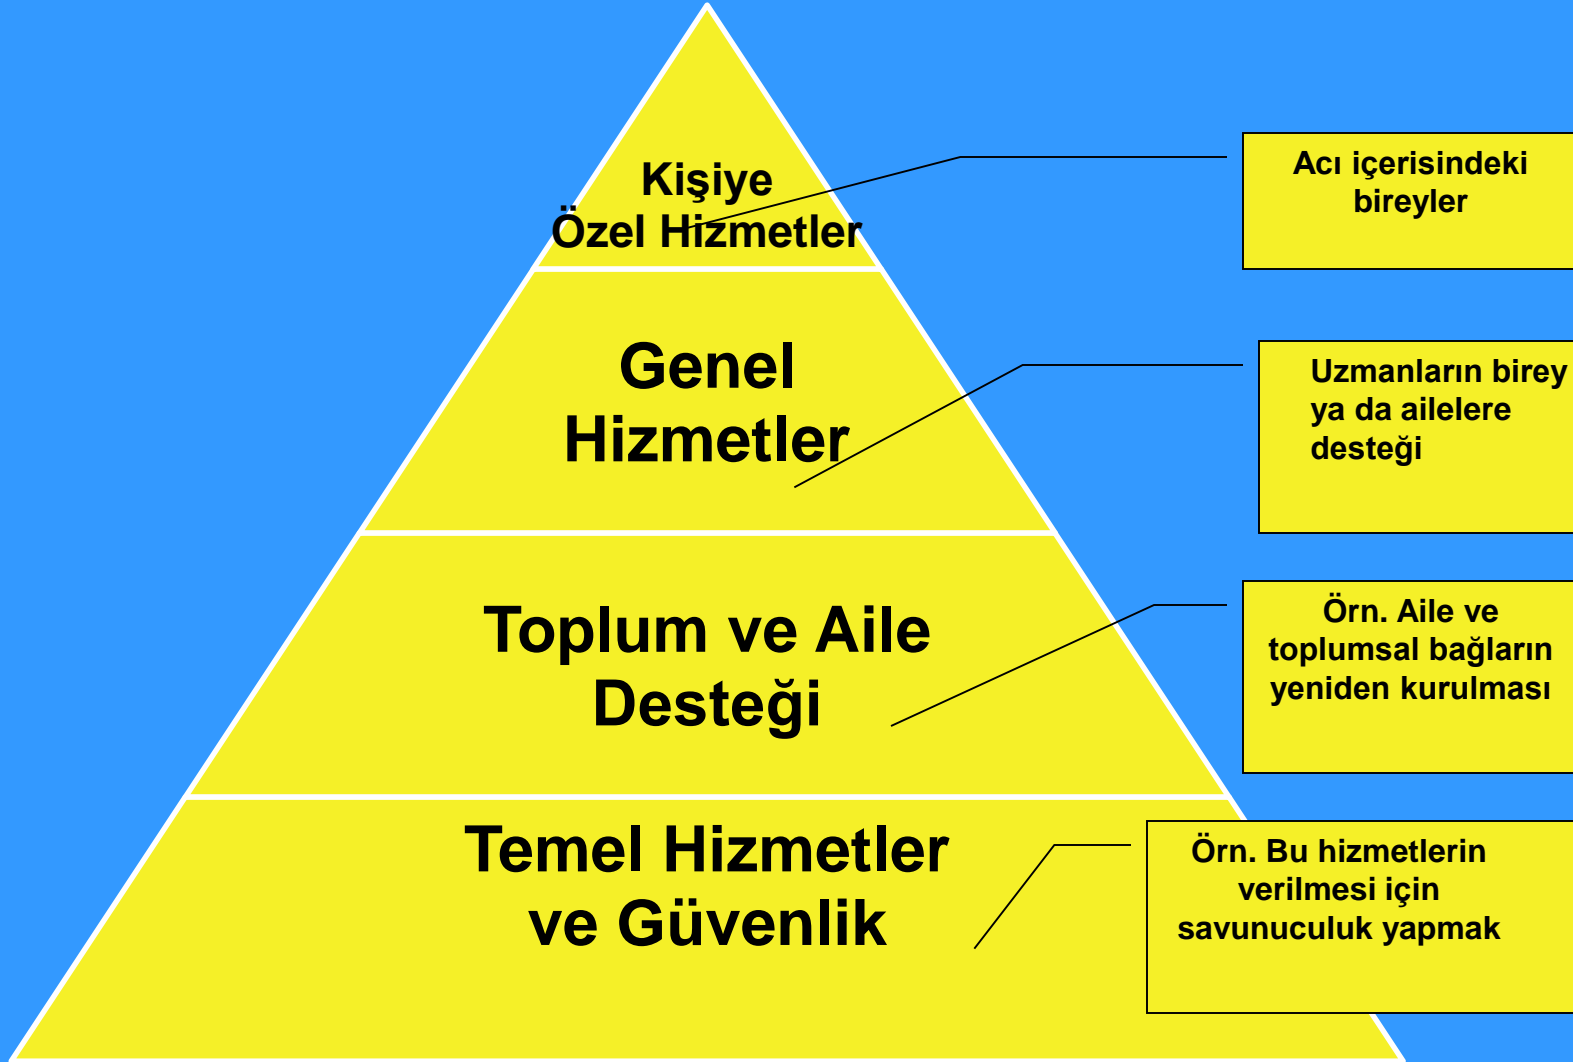 Kişiye
Özel Hizmetler
Acı içerisindeki
bireyler
Genel
Hizmetler
Uzmanların birey
ya da ailelere
desteği
Toplum ve Aile
Desteği
Örn. Aile ve
toplumsal bağların
yeniden kurulması
Temel Hizmetler
ve Güvenlik
Örn. Bu hizmetlerin
verilmesi için
savunuculuk yapmak